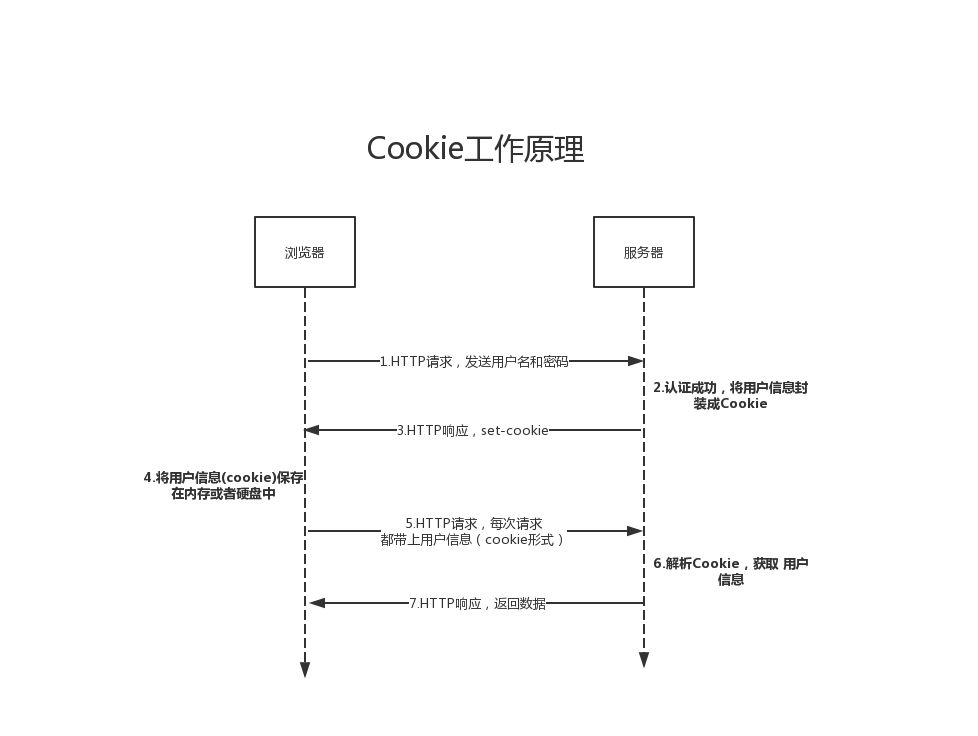 Cookie工作原理
浏览器
服务器
1.HTTP请求，发送用户名和密码
2.认证成功，将用户信息封
装成Cookie
3.HTTP响应，set-cookie
4.将用户信息(cookie)保存
在内存或者硬盘中
5.HTTP请求，每次请求
都带上用户信息（cookie形式）
6.解析Cookie，获取 用户
信息
7.HTTP响应，返回数据